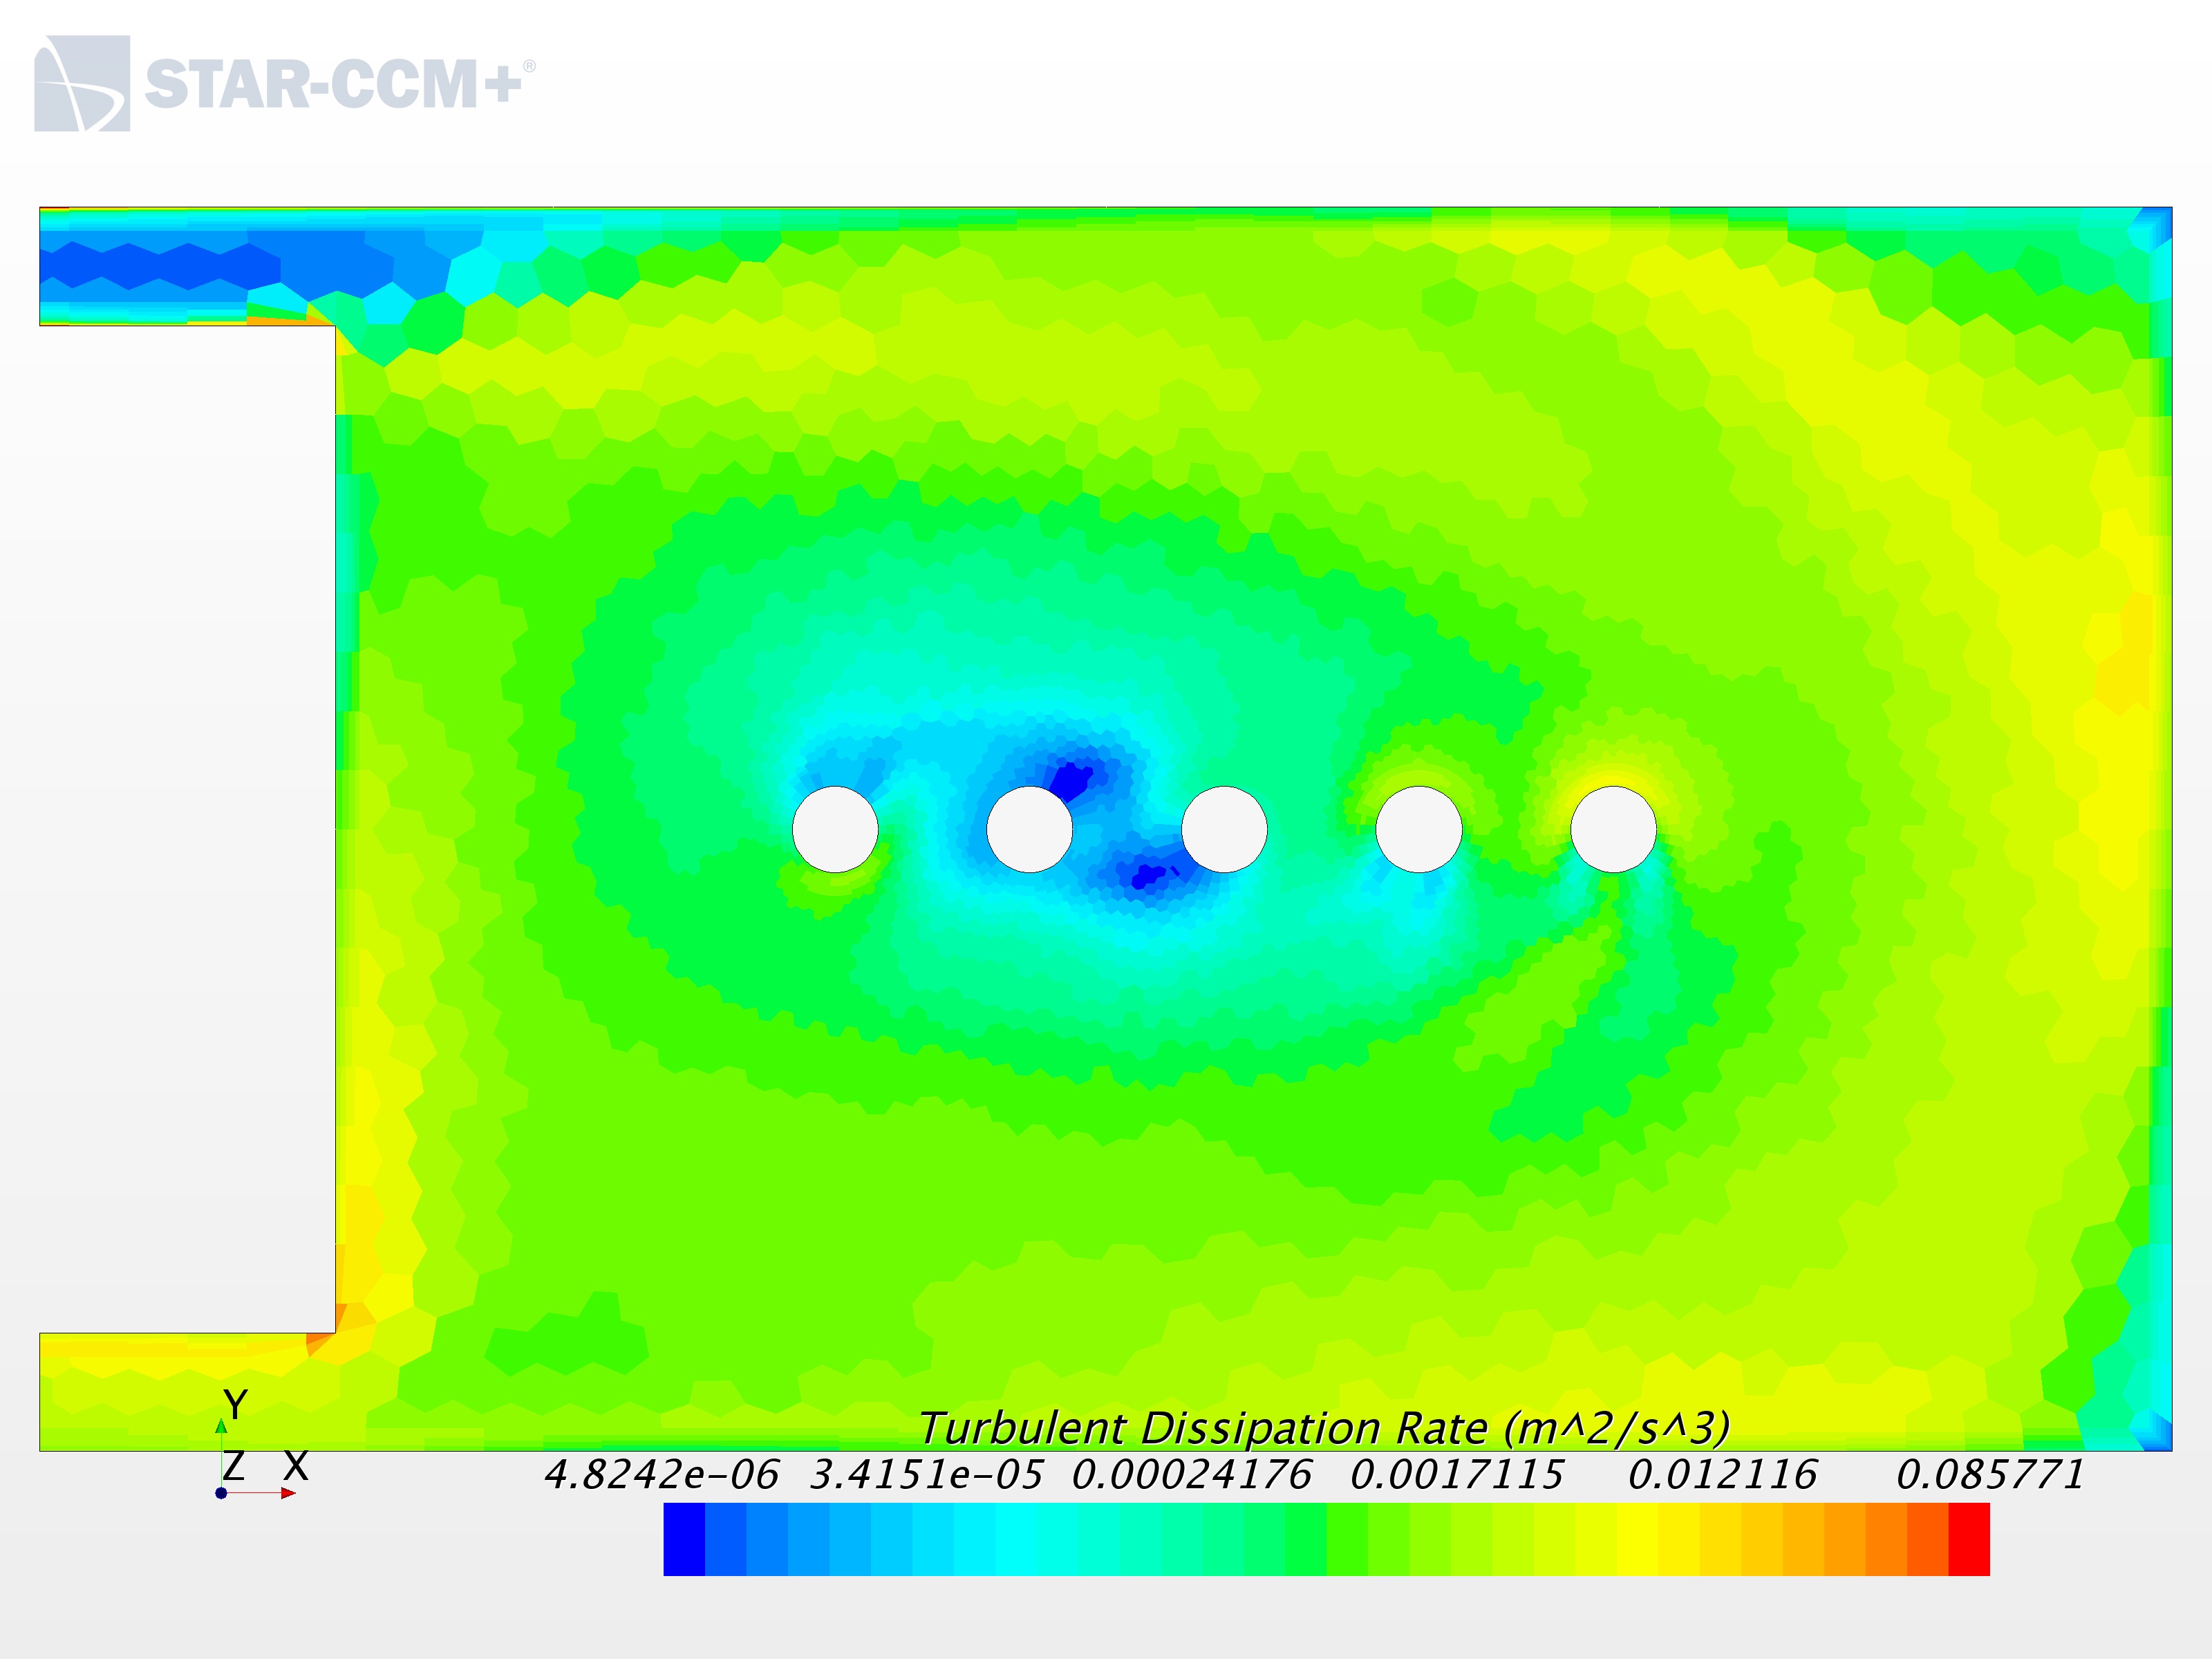 STAR-CCM+®
Y
Z X
Turbulent Dissipation Rate (m^2/s^3)
4.8242e-06 3.4151e-05 0.00024176 0.0017115 0.012116 0.085771